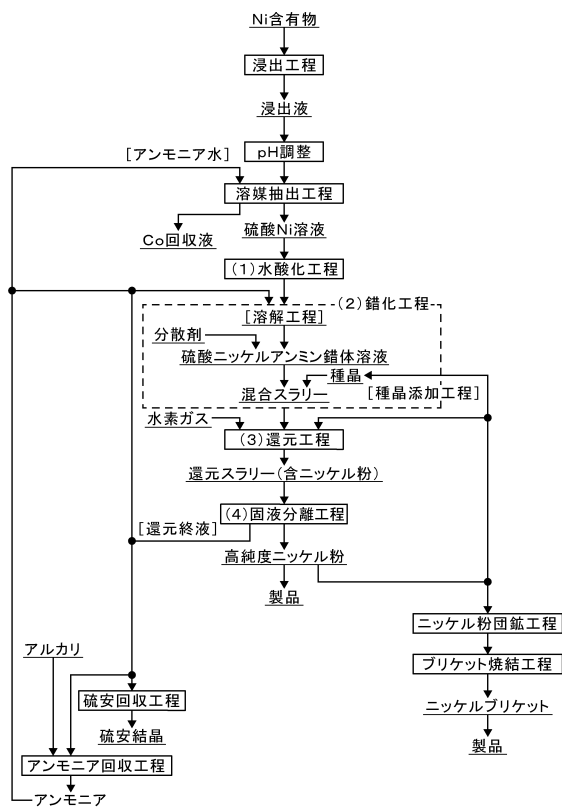 Ni含有物
浸出工程
浸出液
[アンモニア水]
pH調整
溶媒抽出工程
Co回収液
硫酸Ni溶液
(1)水酸化工程
(2)錯化工程
[溶解工程]
分散剤
硫酸ニッケルアンミン錯体溶液
種晶
混合スラリー
[種晶添加工程]
水素ガス
(3)還元工程
還元スラリー(含ニッケル粉)
(4)固液分離工程
[還元終液]
高純度ニッケル粉
製品
ニッケル粉団鉱工程
アルカリ
ブリケット焼結工程
硫安回収工程
ニッケルブリケット
硫安結晶
製品
アンモニア回収工程
アンモニア